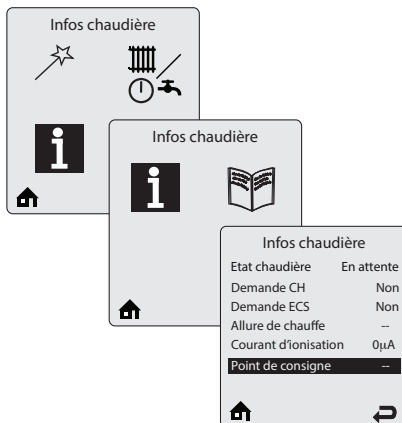 Infos chaudière
Infos chaudière
Infos chaudière
Etat chaudière En attente
Demande CH Non
Demande ECS Non
Allure de chauffe --
Courant d'ionisation 0µA
Point de consigne --